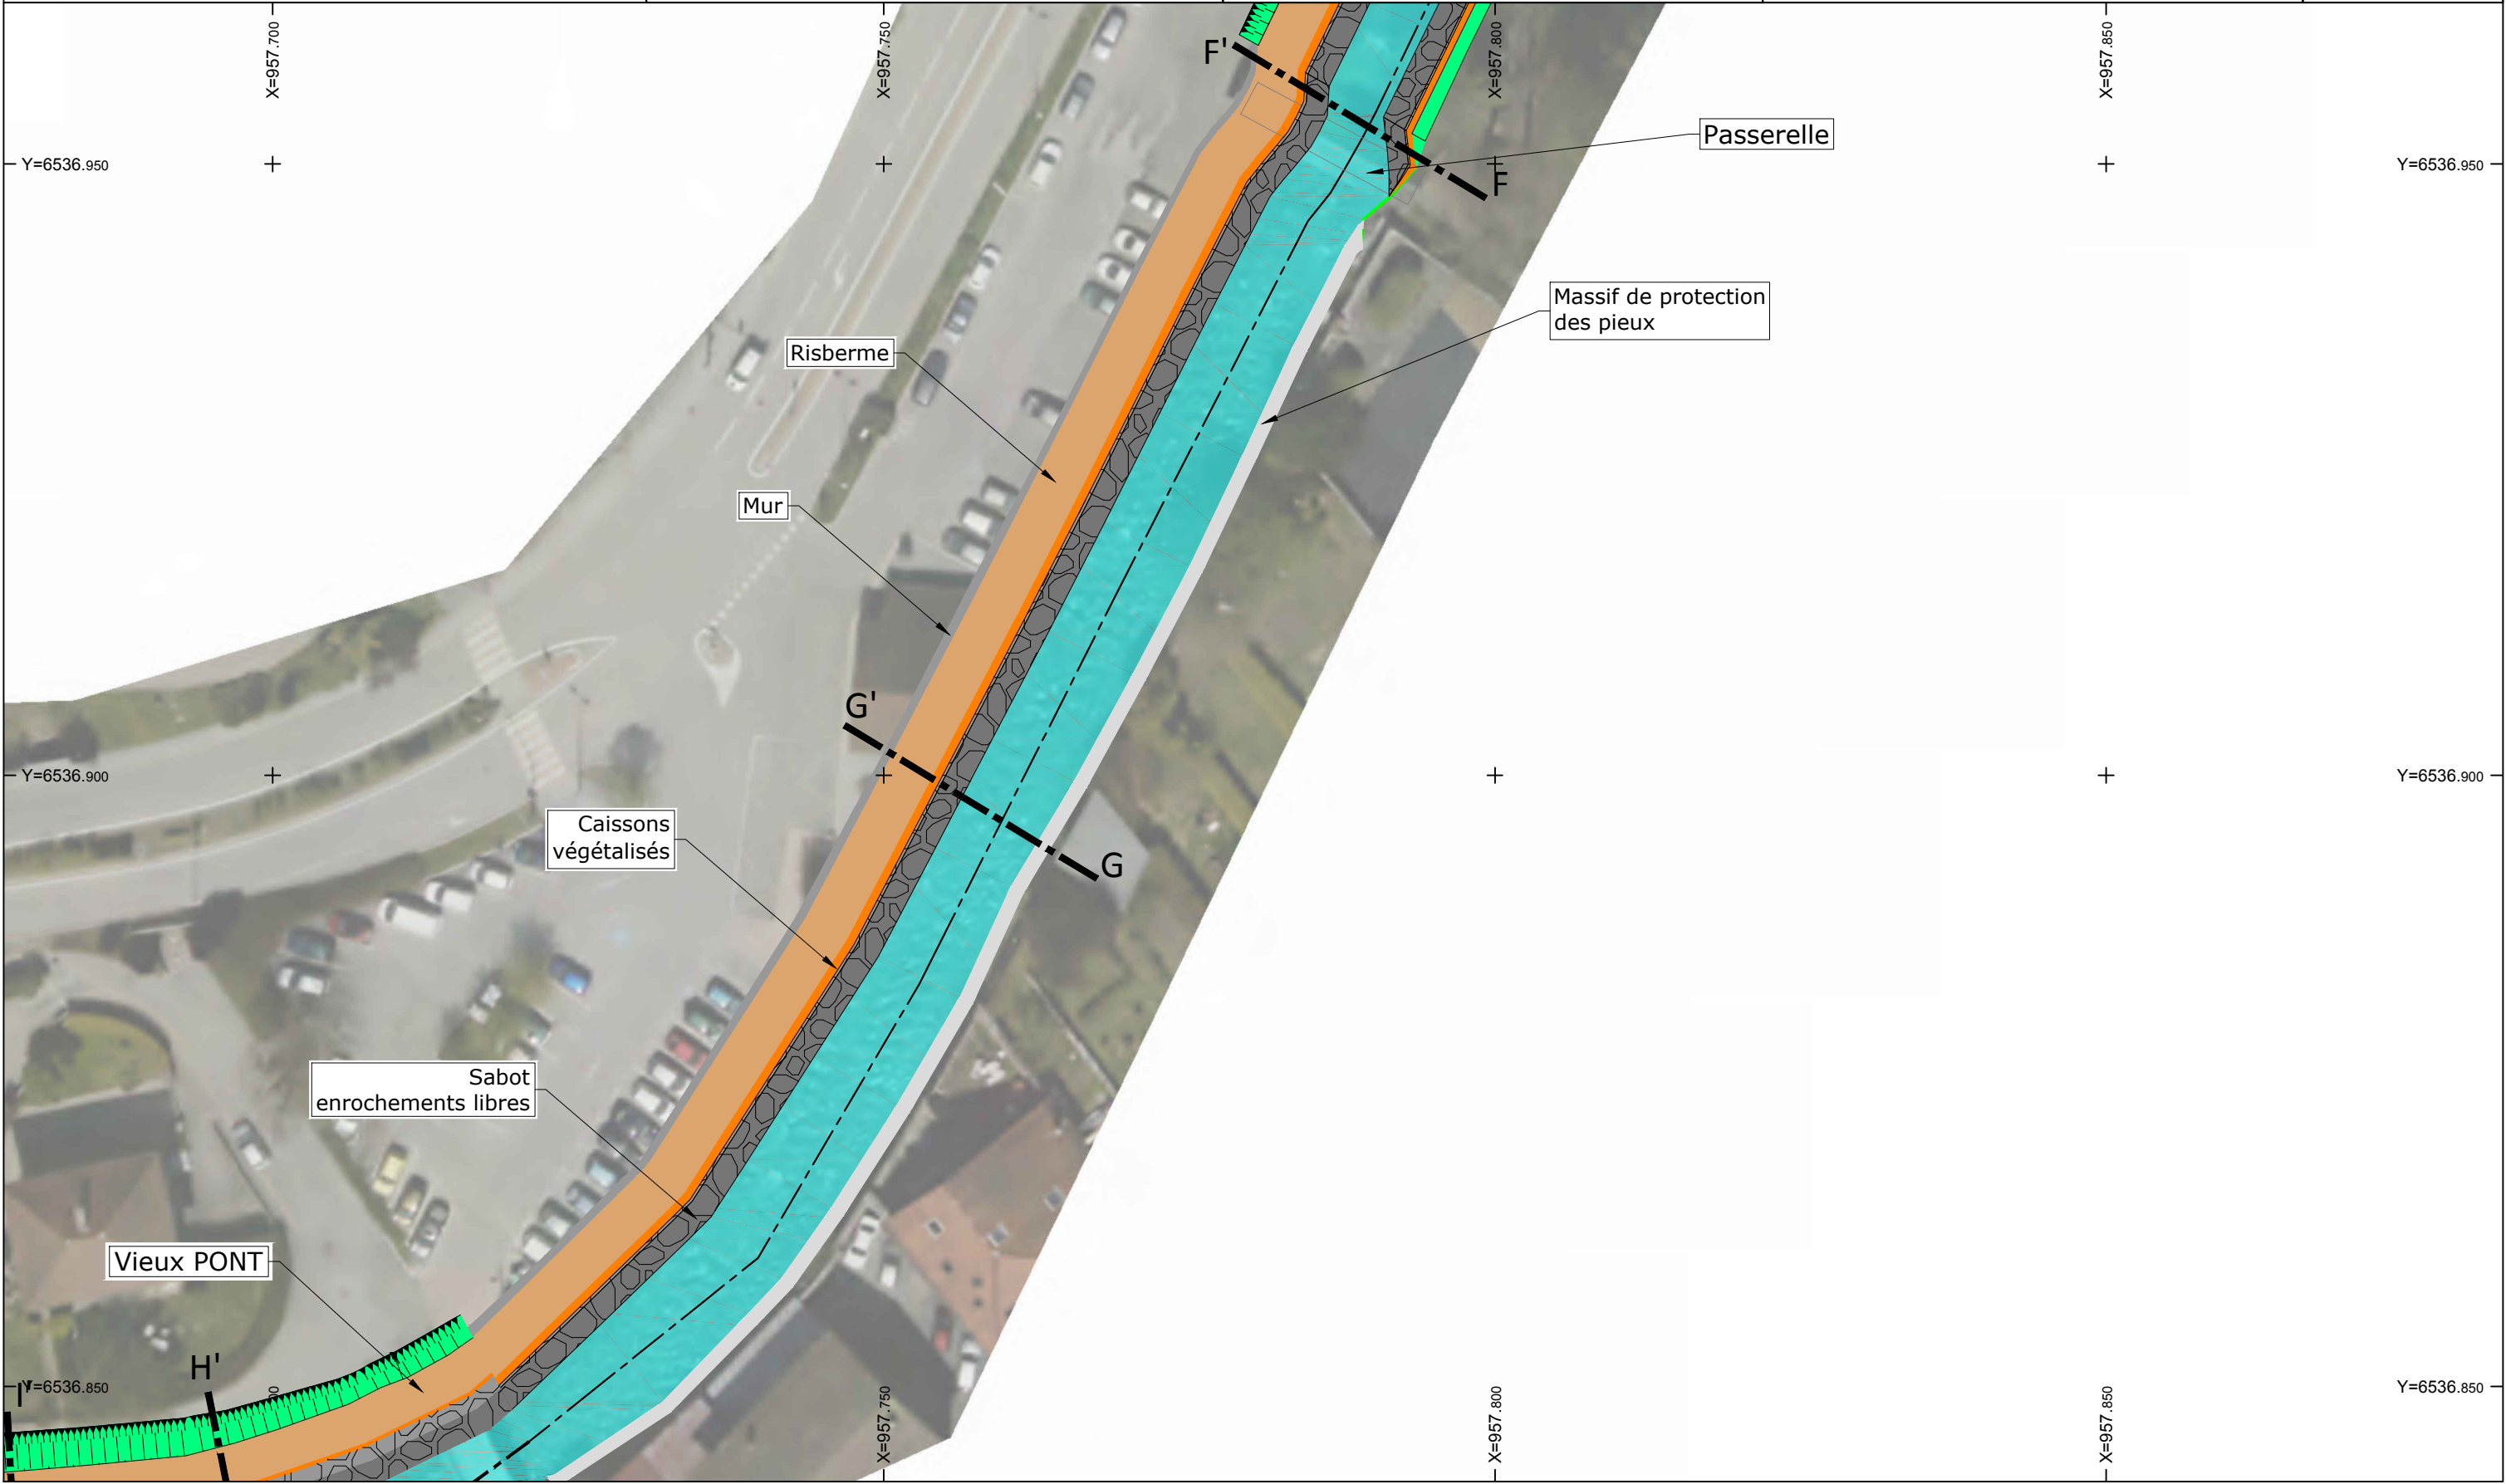 X=957.700
X=957.750
X=957.800
X=957.850
F'
Passerelle
Y=6536.950
Y=6536.950
F
Massif de protection
des pieux
Risberme
Mur
G'
Y=6536.900
Y=6536.900
Caissons
végétalisés
G
Sabot
enrochements libres
Vieux PONT
H'
I'
Y=6536.850
Y=6536.850
X=957.750
X=957.800
X=957.850